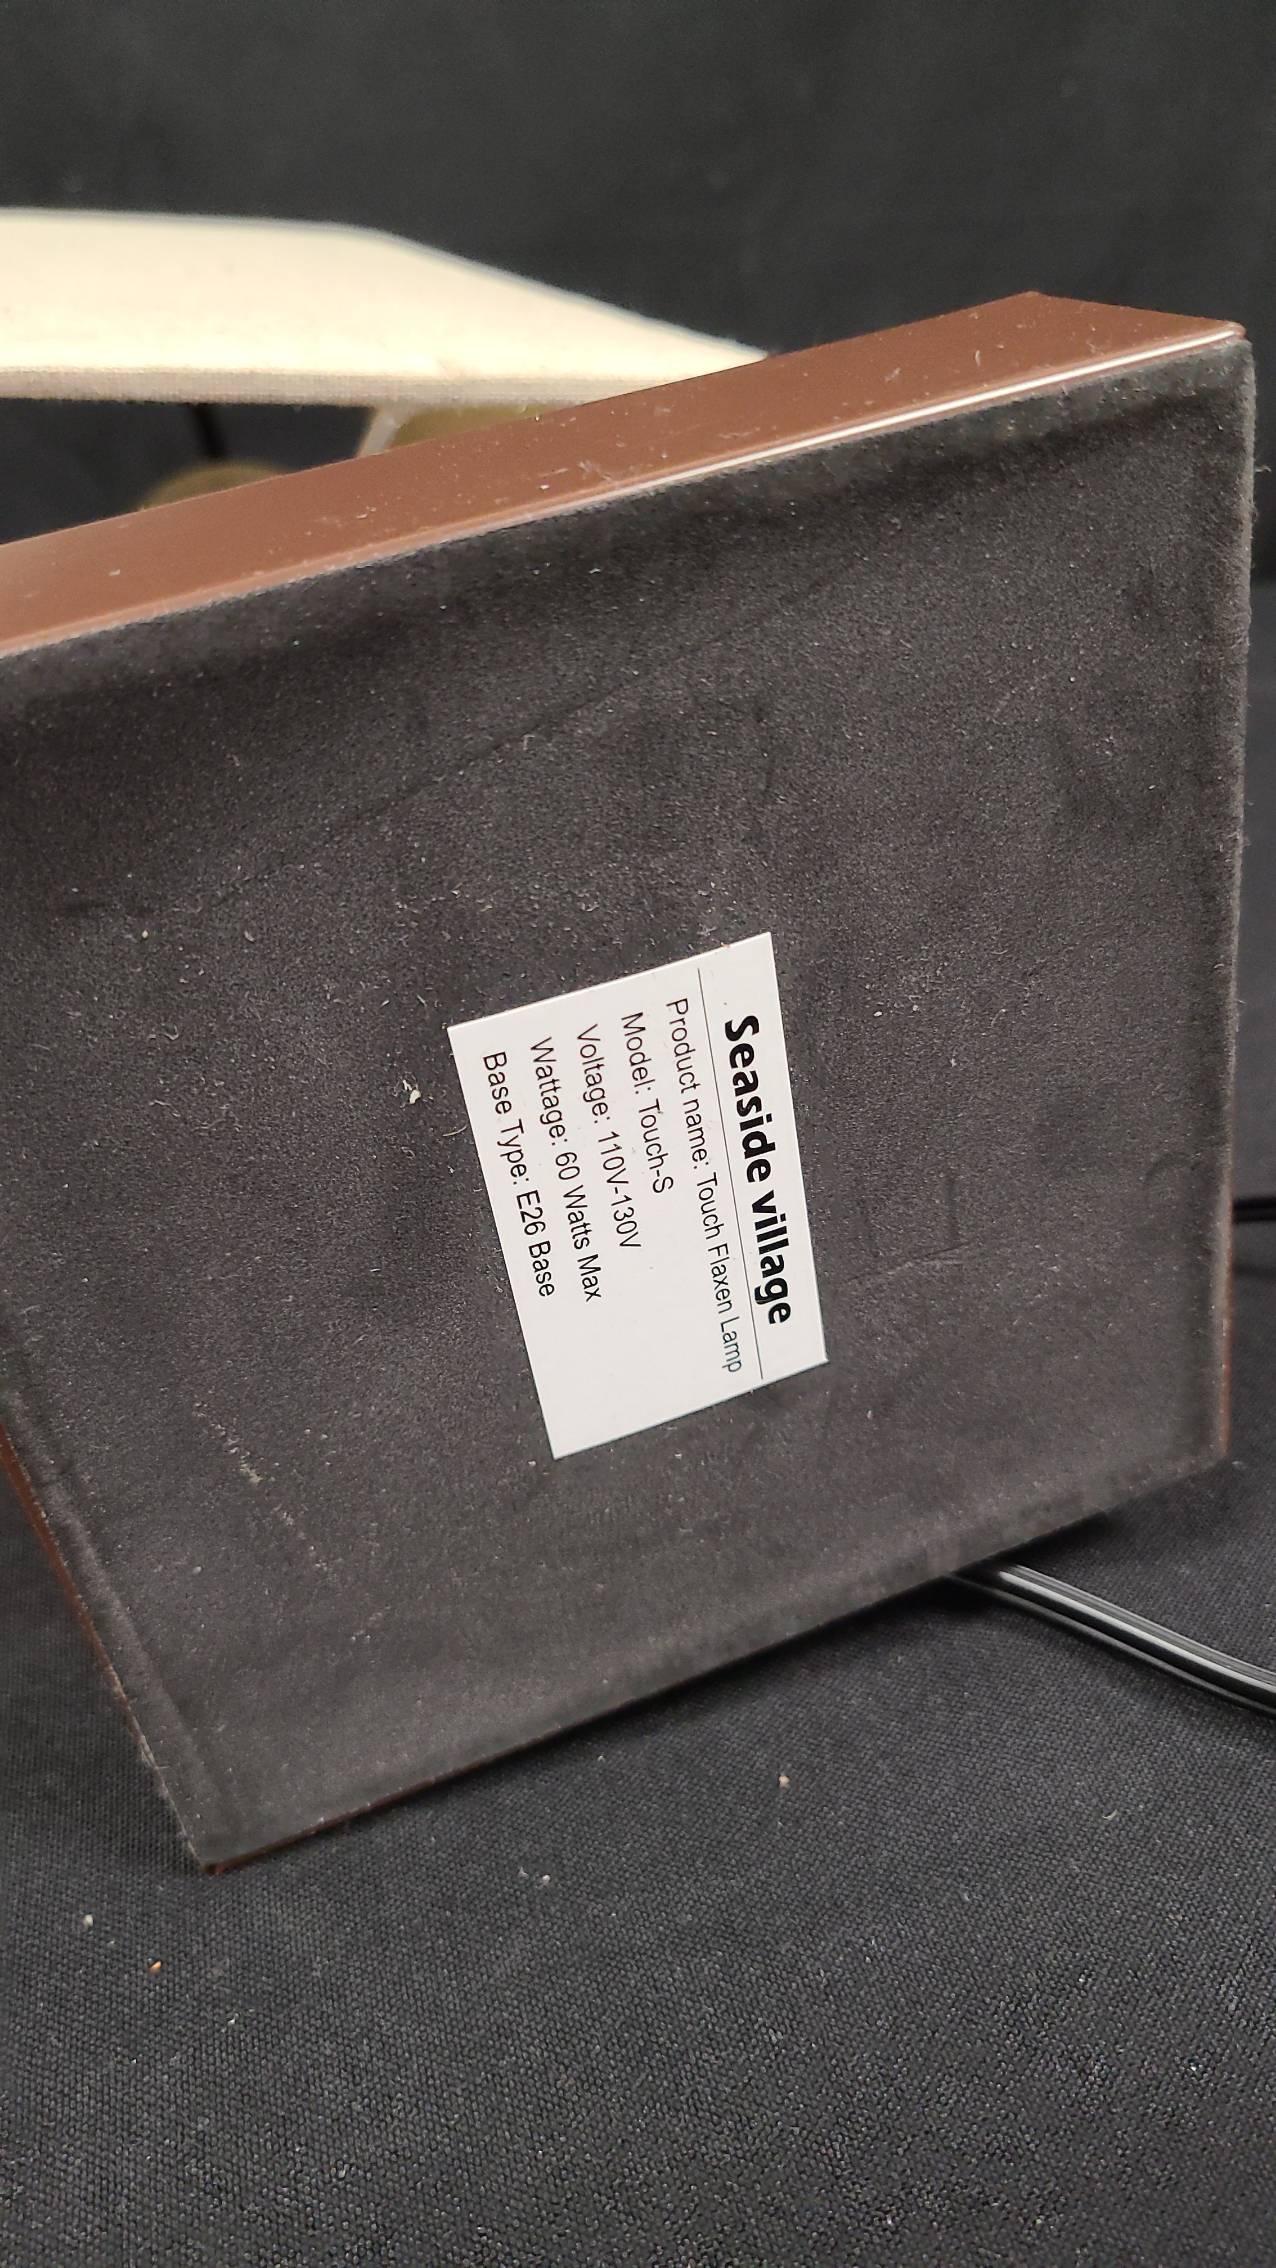 Seaside village
Product name: Touch Flaxen Lamp
Model: Touch-S
Voltage: 110V-130V
Wattage: 60 Watts Max
Base Type: E26 Base